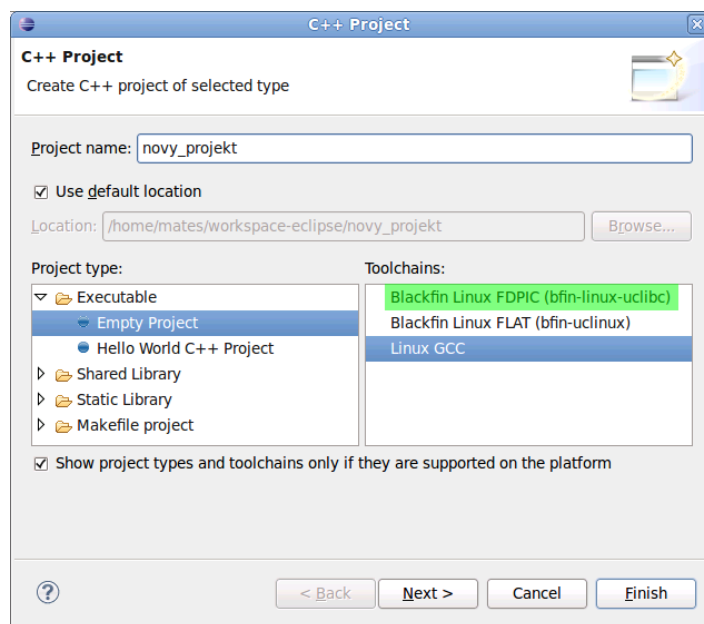 C++ Project
C++ Project
Create C++ project of selected type
Project name: novy_projekt
Use default location
Location: /home/mates/workspace-eclipse/novy_projekt Browse...
Project type:
Executable
Empty Project
Hello World C++ Project
Shared Library
Static Library
Makefile project
Toolchains:
Blackfin Linux FDPIC (bfin-linux-uclibc)
Blackfin Linux FLAT (bfin-uclinux)
Linux GCC
Show project types and toolchains only if they are supported on the platform
? < Back Next > Cancel Finish